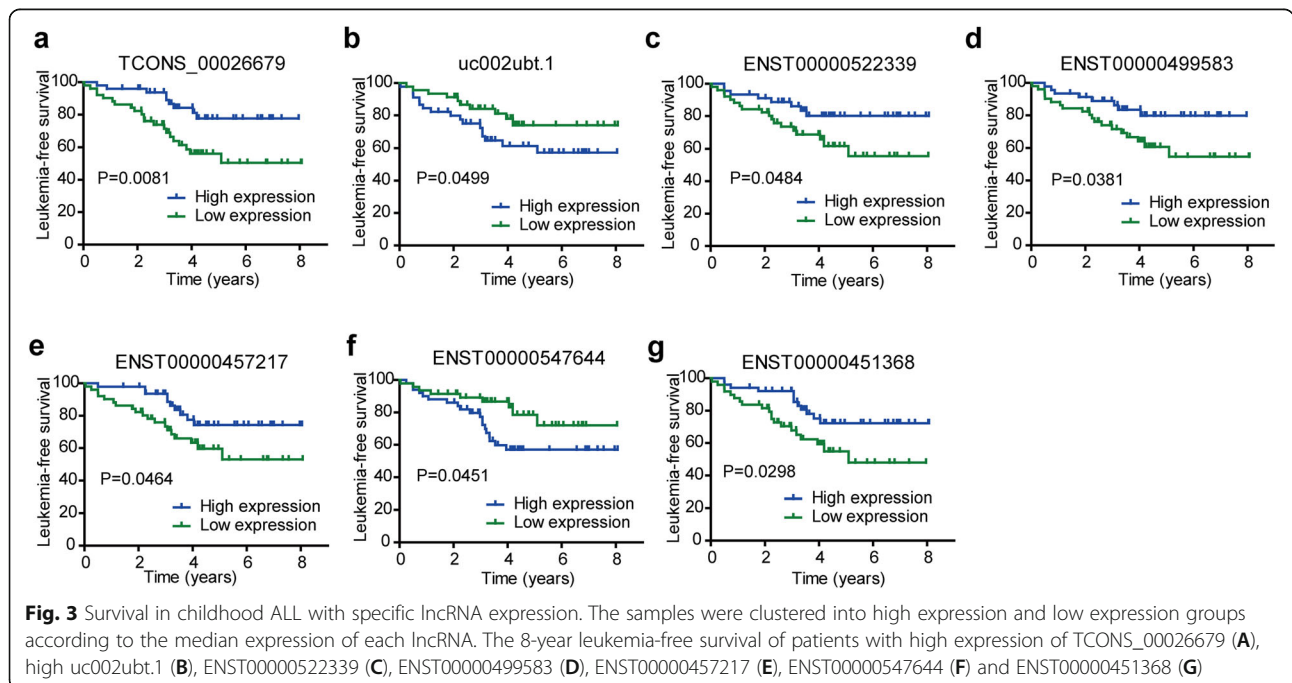 a
TCONS_00026679
Leukemia-free survival
100
80
60
40
20
0
P=0.0081
High expression
Low expression
0 2 4 6 8
Time (years)
b
uc002ubt.1
Leukemia-free survival
100
80
60
40
20
0
P=0.0499
High expression
Low expression
0 2 4 6 8
Time (years)
c
ENST00000522339
Leukemia-free survival
100
80
60
40
20
0
P=0.0484
High expression
Low expression
0 2 4 6 8
Time (years)
d
ENST00000499583
Leukemia-free survival
100
80
60
40
20
0
P=0.0381
High expression
Low expression
0 2 4 6 8
Time (years)
e
ENST00000457217
Leukemia-free survival
100
80
60
40
20
0
P=0.0464
High expression
Low expression
0 2 4 6 8
Time (years)
f
ENST00000547644
Leukemia-free survival
100
80
60
40
20
0
P=0.0451
High expression
Low expression
0 2 4 6 8
Time (years)
g
ENST00000451368
Leukemia-free survival
100
80
60
40
20
0
P=0.0298
High expression
Low expression
0 2 4 6 8
Time (years)
Fig. 3 Survival in childhood ALL with specific lncRNA expression. The samples were clustered into high expression and low expression groups
according to the median expression of each lncRNA. The 8-year leukemia-free survival of patients with high expression of TCONS_00026679 (A),
high uc002ubt.1 (B), ENST00000522339 (C), ENST00000499583 (D), ENST00000457217 (E), ENST00000547644 (F) and ENST00000451368 (G)